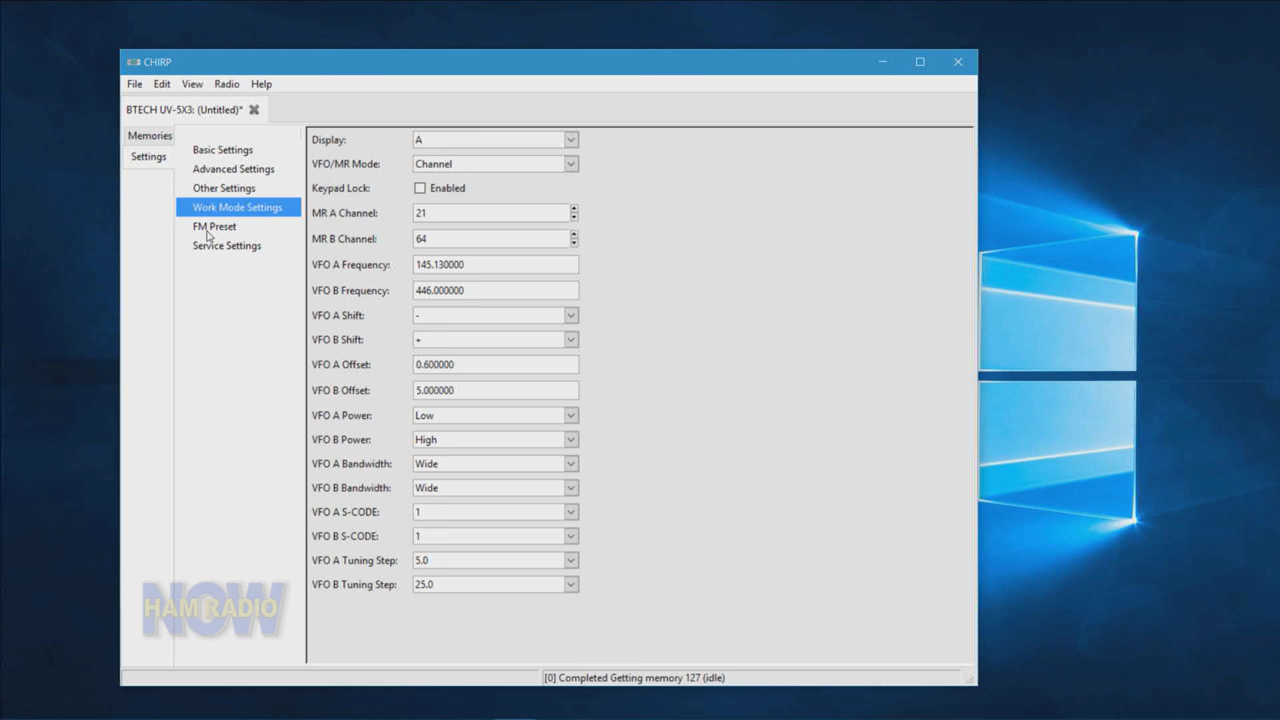 CHIRP
File Edit View Radio Help
BTECH UV-5X3: (Untitled)*
Memories
Settings
Basic Settings
Advanced Settings
Other Settings
Work Mode Settings
FM Preset
Service Settings
Display: A
VFO/MR Mode: Channel
Keypad Lock: Enabled
MR A Channel: 21
MR B Channel: 64
VFO A Frequency: 145.130000
VFO B Frequency: 446.000000
VFO A Shift: -
VFO B Shift: +
VFO A Offset: 0.600000
VFO B Offset: 5.000000
VFO A Power: Low
VFO B Power: High
VFO A Bandwidth: Wide
VFO B Bandwidth: Wide
VFO A S-CODE: 1
VFO B S-CODE: 1
VFO A Tuning Step: 5.0
VFO B Tuning Step: 25.0
HAM RADIO
NOW
[0] Completed Getting memory 127 (idle)